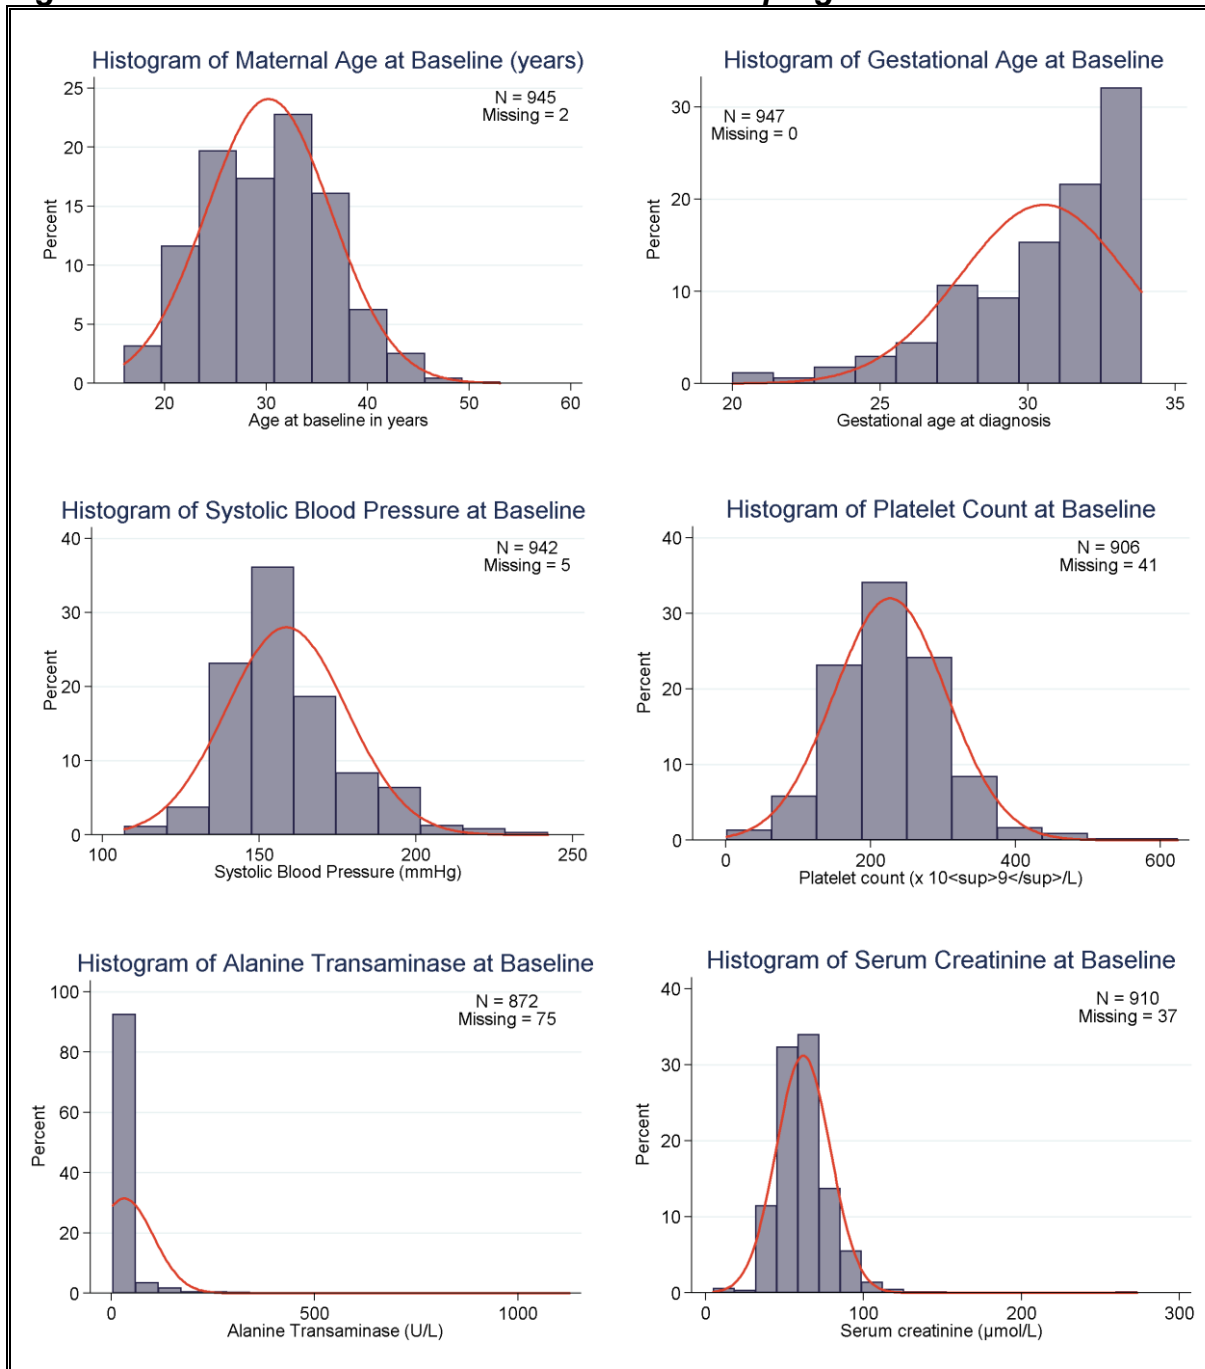 Histogram of Maternal Age at Baseline (years)
N = 945
Missing = 2
25
20
15
10
5
0
Percent
20 30 40 50 60
Age at baseline in years
Histogram of Gestational Age at Baseline
N = 947
Missing = 0
30
20
10
0
Percent
20 25 30 35
Gestational age at diagnosis
Histogram of Systolic Blood Pressure at Baseline
N = 942
Missing = 5
40
30
20
10
0
Percent
100 150 200 250
Systolic Blood Pressure (mmHg)
Histogram of Platelet Count at Baseline
N = 906
Missing = 41
40
30
20
10
0
Percent
0 200 400 600
Platelet count (x 10<sup>9</sup>/L)
Histogram of Alanine Transaminase at Baseline
N = 872
Missing = 75
100
80
60
40
20
0
Percent
0 500 1000
Alanine Transaminase (U/L)
Histogram of Serum Creatinine at Baseline
N = 910
Missing = 37
40
30
20
10
0
Percent
0 100 200 300
Serum creatinine (µmol/L)